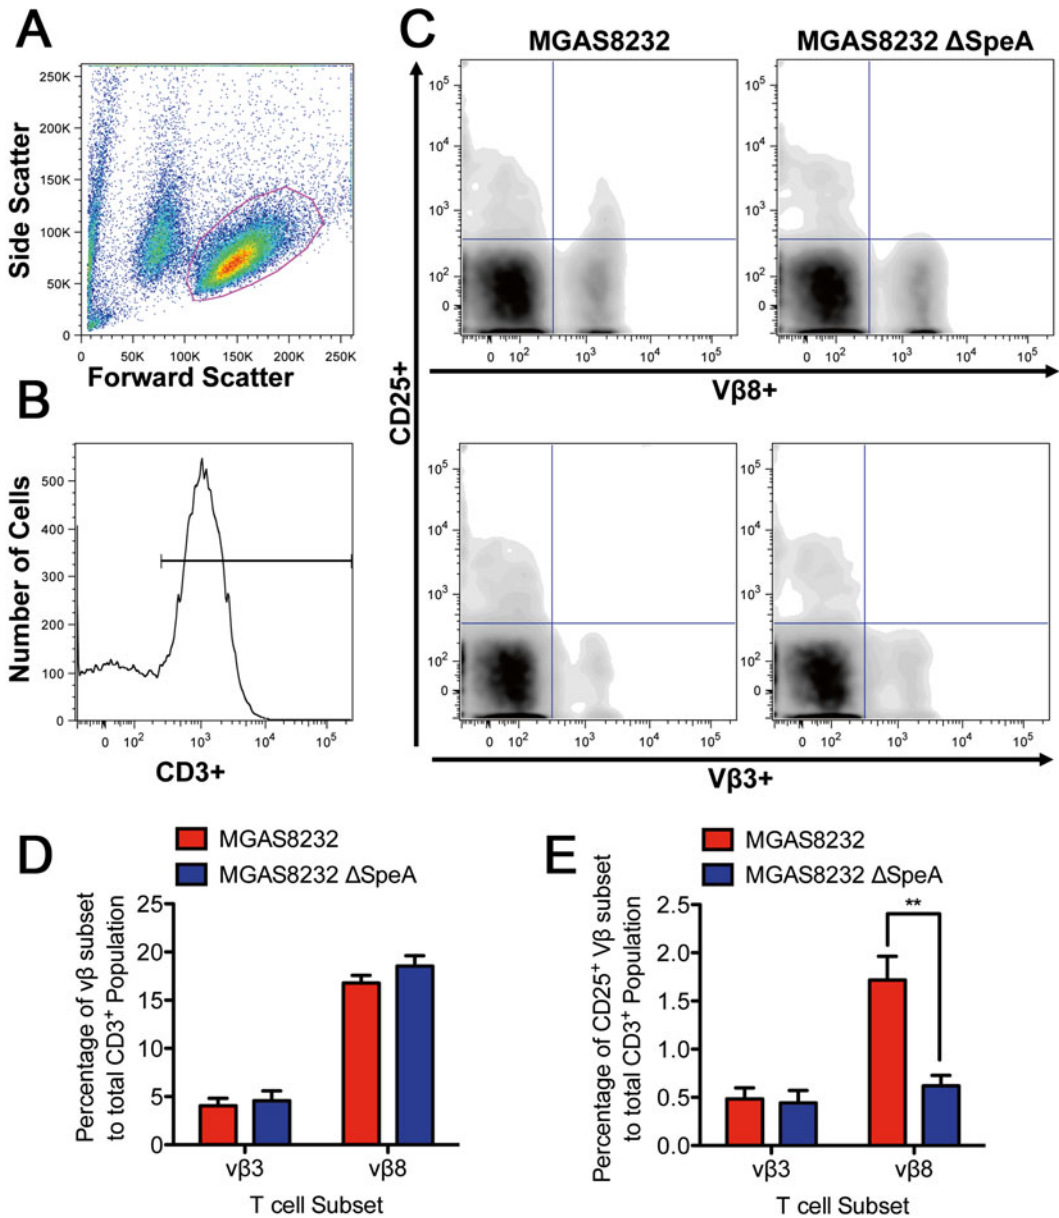 A
Side Scatter
250K
200K
150K
100K
50K
0
0 50K 100K 150K 200K 250K
Forward Scatter
B
Number of Cells
500
400
300
200
100
0
0 10² 10³ 10⁴ 10⁵
CD3+
C
MGAS8232 MGAS8232 ΔSpeA
CD25+
10⁵ 10⁵
10⁴ 10⁴
10³ 10³
10² 10²
0 0
0 10² 10³ 10⁴ 10⁵ 0 10² 10³ 10⁴ 10⁵
Vβ8+
10⁵ 10⁵
10⁴ 10⁴
10³ 10³
10² 10²
0 0
0 10² 10³ 10⁴ 10⁵ 0 10² 10³ 10⁴ 10⁵
Vβ3+
D
MGAS8232
MGAS8232 ΔSpeA
Percentage of vβ subset
to total CD3⁺ Population
25
20
15
10
5
0
vβ3 vβ8
T cell Subset
E
MGAS8232
MGAS8232 ΔSpeA
Percentage of CD25⁺ Vβ subset
to total CD3⁺ Population
2.5
2.0
1.5
1.0
0.5
0.0
**
vβ3 vβ8
T cell Subset